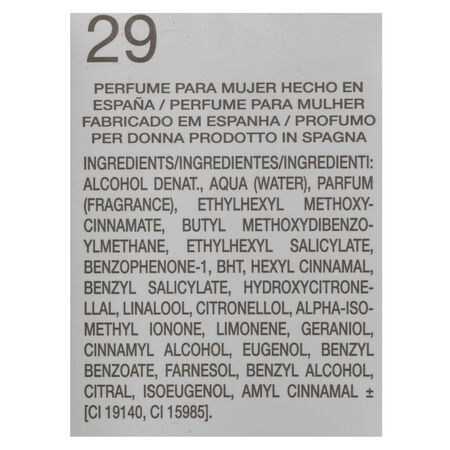 29
PERFUME PARA MUJER HECHO EN
ESPAÑA / PERFUME PARA MULHER
FABRICADO EM ESPANHA / PROFUMO
PER DONNA PRODOTTO IN SPAGNA
INGREDIENTS/INGREDIENTES/INGREDIENTI:
ALCOHOL DENAT., AQUA (WATER), PARFUM
(FRAGRANCE), ETHYLHEXYL METHOXY-
CINNAMATE, BUTYL METHOXYDIBENZO-
YLMETHANE, ETHYLHEXYL SALICYLATE,
BENZOPHENONE-1, BHT, HEXYL CINNAMAL,
BENZYL SALICYLATE, HYDROXYCITRONE-
LLAL, LINALOOL, CITRONELLOL, ALPHA-ISO-
METHYL IONONE, LIMONENE, GERANIOL,
CINNAMYL ALCOHOL, EUGENOL, BENZYL
BENZOATE, FARNESOL, BENZYL ALCOHOL,
CITRAL, ISOEUGENOL, AMYL CINNAMAL ±
[CI 19140, CI 15985].